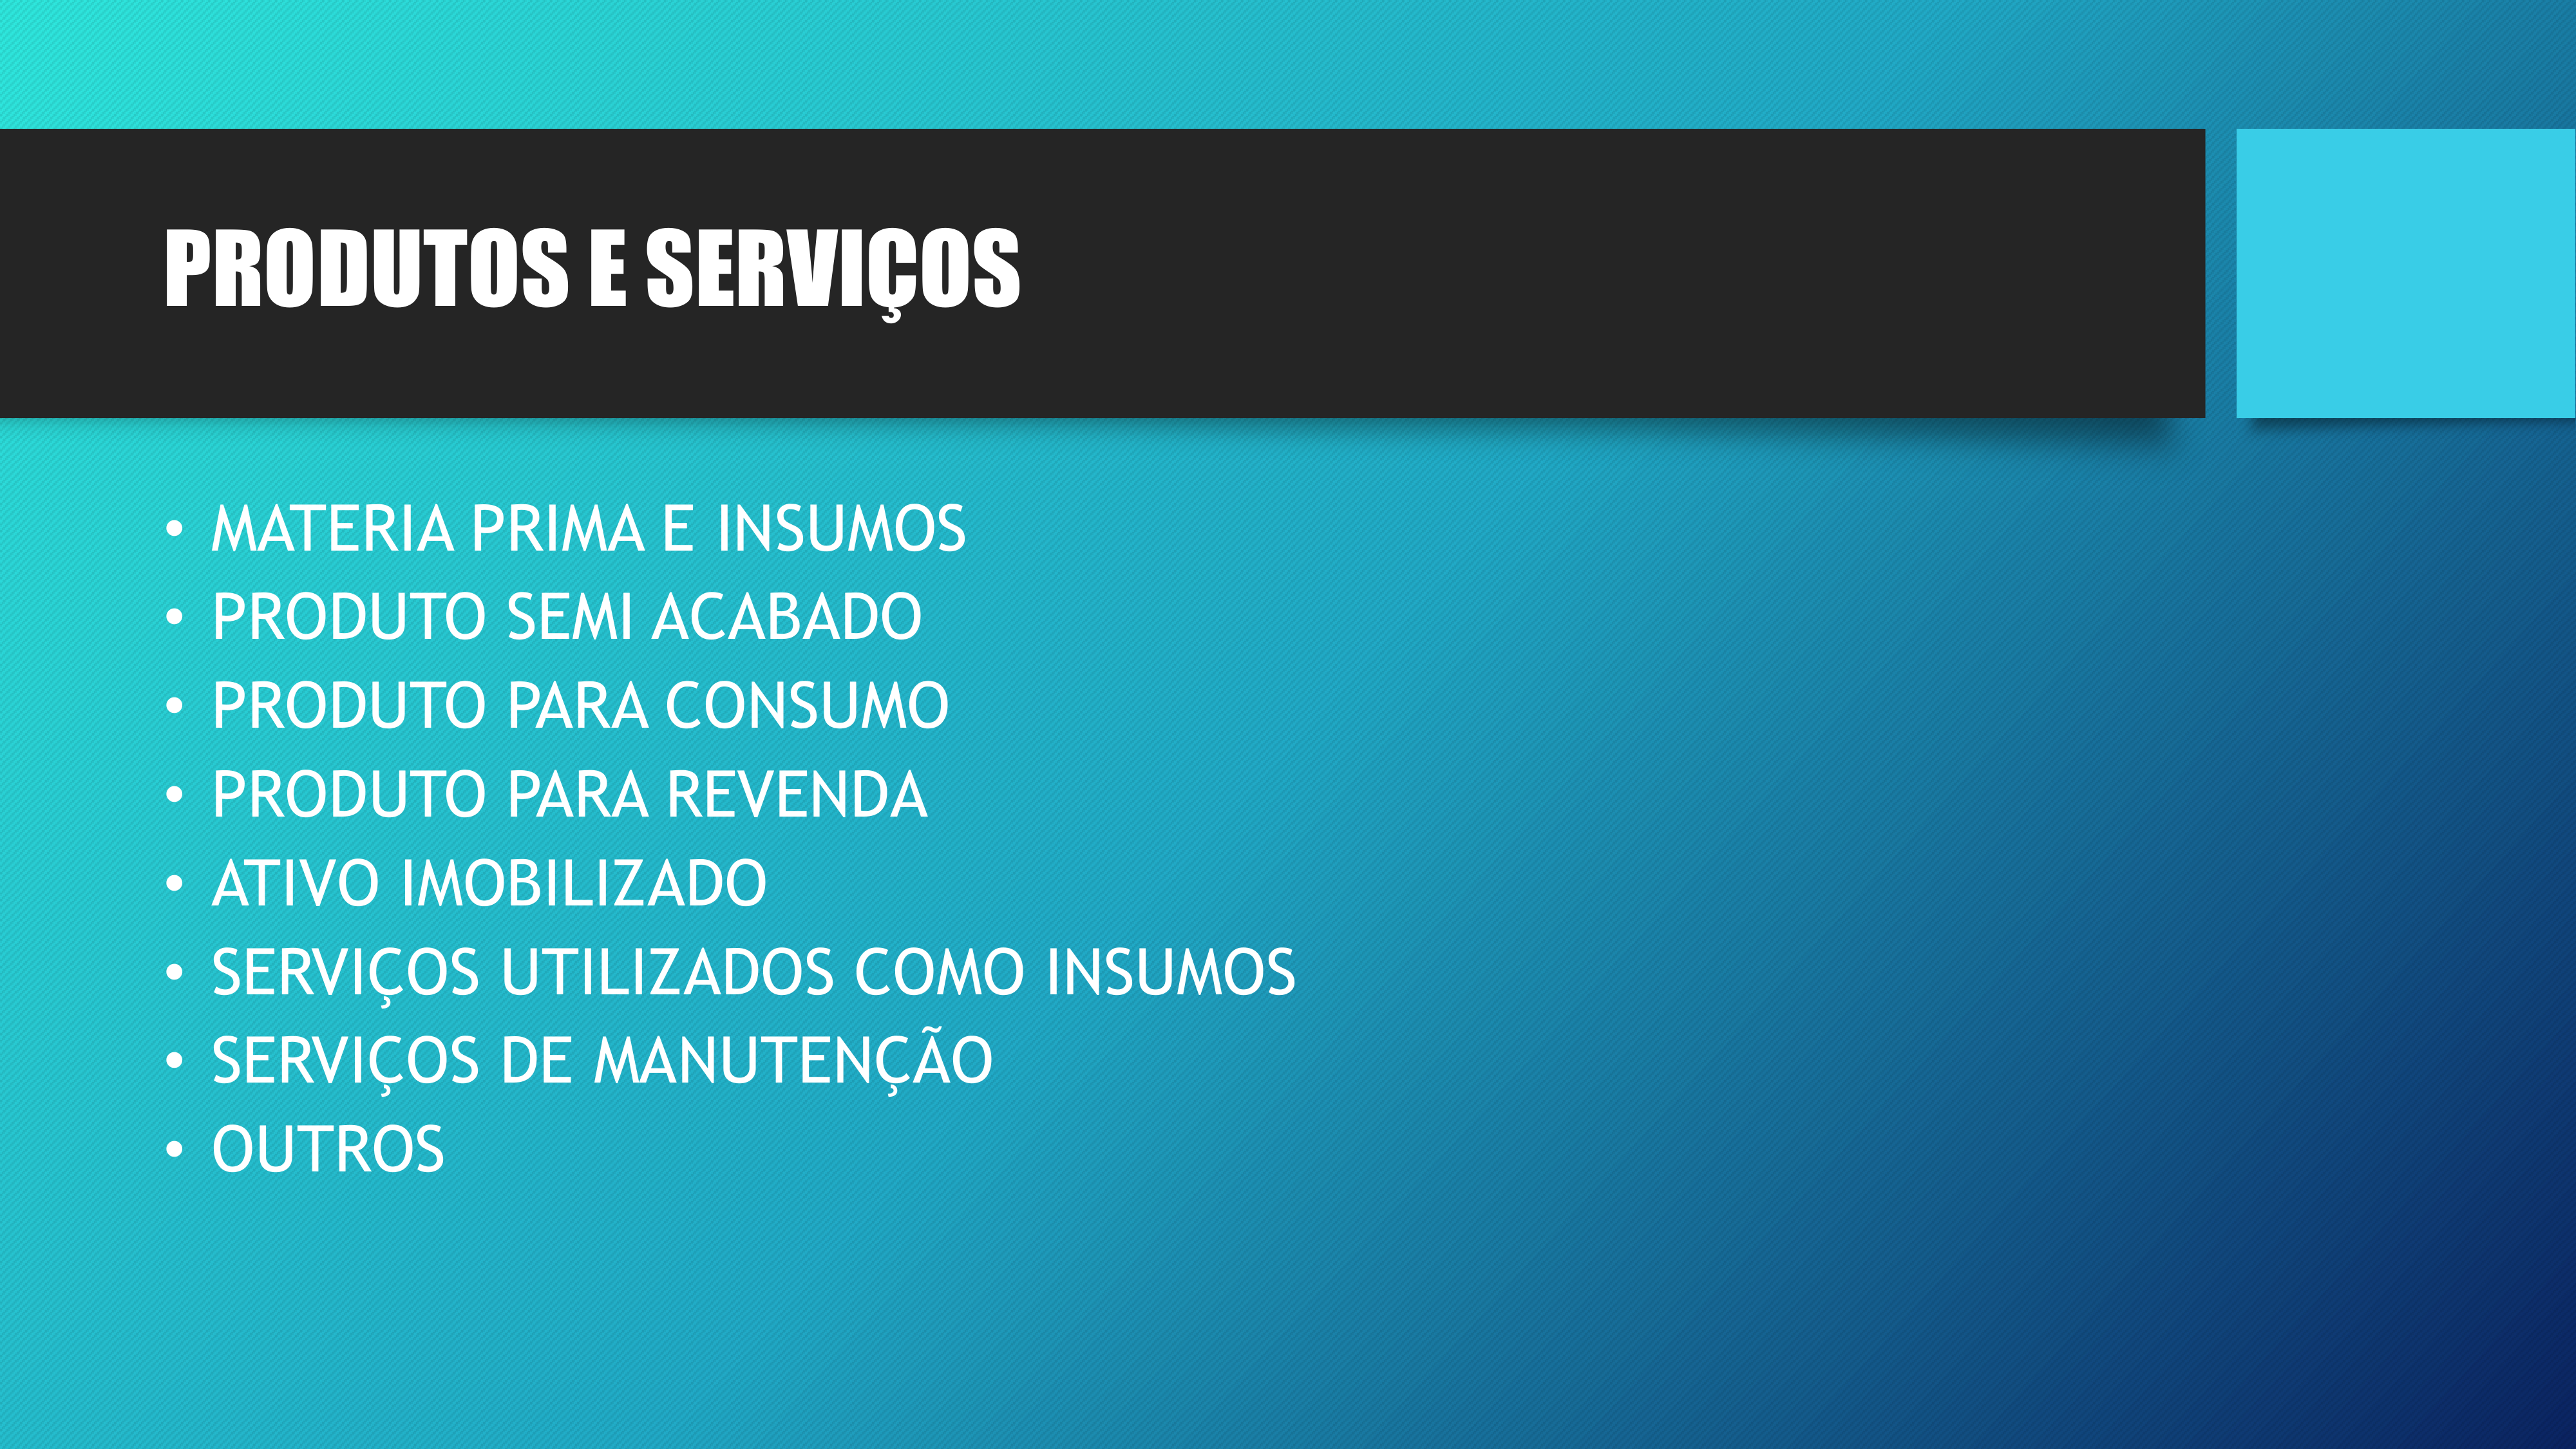 PRODUTOS E SERVIÇOS
• MATERIA PRIMA E INSUMOS
• PRODUTO SEMI ACABADO
• PRODUTO PARA CONSUMO
• PRODUTO PARA REVENDA
• ATIVO IMOBILIZADO
• SERVIÇOS UTILIZADOS COMO INSUMOS
• SERVIÇOS DE MANUTENÇÃO
• OUTROS